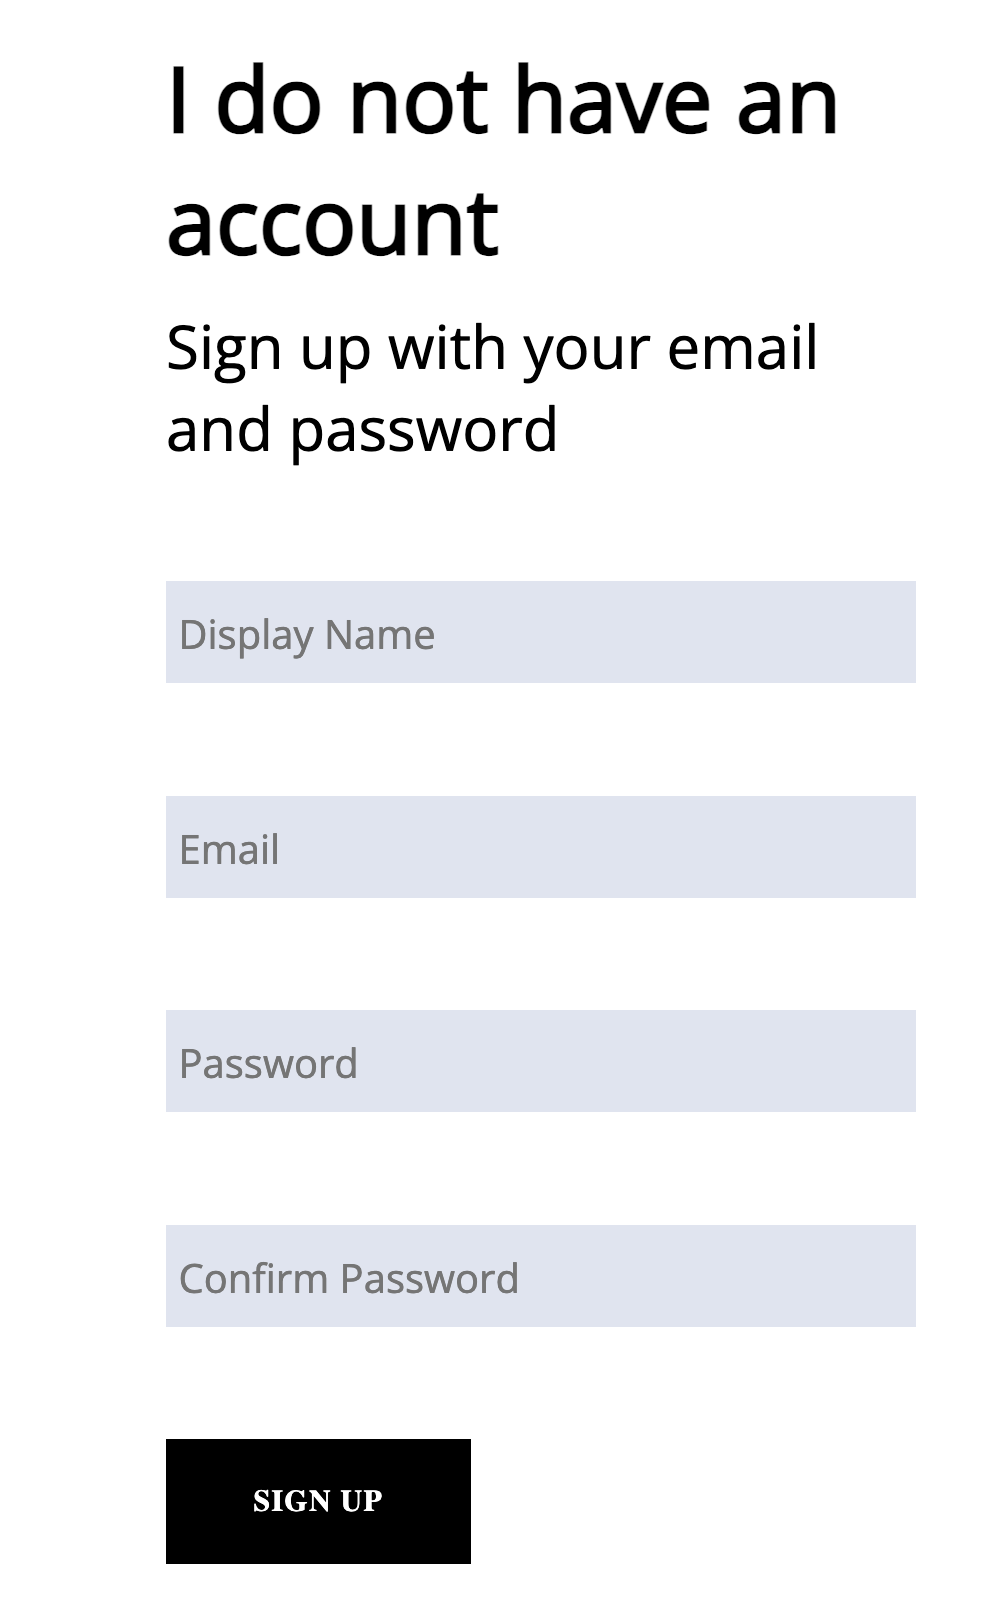 I do not have an
account
Sign up with your email
and password
Display Name
Email
Password
Confirm Password
SIGN UP